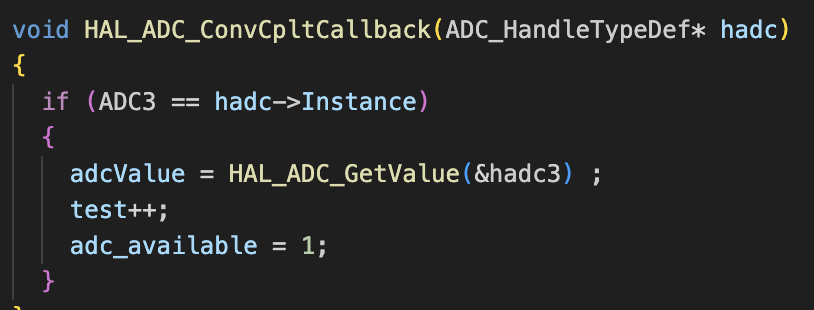 void HAL_ADC_ConvCpltCallback(ADC_HandleTypeDef* hadc)
{
  if (ADC3 == hadc->Instance)
  {
    adcValue = HAL_ADC_GetValue(&hadc3) ;
    test++;
    adc_available = 1;
  }
}